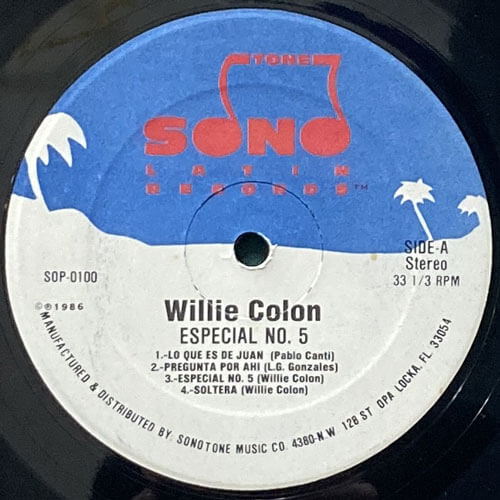 TONE
SONO
LATIN
RECORDS™
SIDE-A
Stereo
33 1/3 RPM
SOP-0100
℗1986
Willie Colon
ESPECIAL NO. 5
1.-LO QUE ES DE JUAN (Pablo Canti)
2.-PREGUNTA POR AHI (L.G. Gonzales)
3.-ESPECIAL NO. 5 (Willie Colon)
4.-SOLTERA (Willie Colon)
MANUFACTURED & DISTRIBUTED BY: SONOTONE MUSIC CO. 4380-N.W 128 ST OPA LOCKA, FL 33054